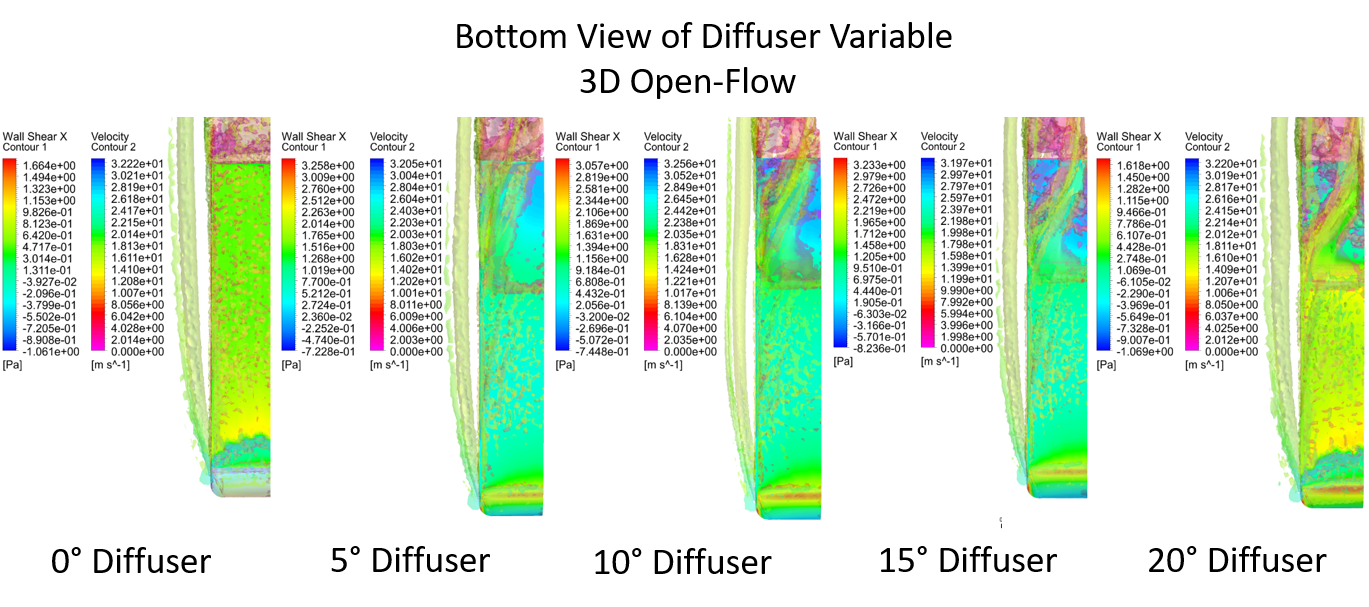 Bottom View of Diffuser Variable
3D Open-Flow
Wall Shear X
Contour 1
1.664e+00
1.494e+00
1.323e+00
1.153e+00
9.826e-01
8.123e-01
6.420e-01
4.717e-01
3.014e-01
1.311e-01
-3.927e-02
-2.096e-01
-3.799e-01
-5.502e-01
-7.205e-01
-8.908e-01
-1.061e+00
[Pa]
Velocity
Contour 2
3.222e+01
3.021e+01
2.819e+01
2.618e+01
2.417e+01
2.215e+01
2.014e+01
1.813e+01
1.611e+01
1.410e+01
1.208e+01
1.007e+01
8.056e+00
6.042e+00
4.028e+00
2.014e+00
0.000e+00
[m s^-1]
Wall Shear X
Contour 1
3.258e+00
3.009e+00
2.760e+00
2.512e+00
2.263e+00
2.014e+00
1.765e+00
1.516e+00
1.268e+00
1.019e+00
7.700e-01
5.212e-01
2.724e-01
2.360e-02
-2.252e-01
-4.740e-01
-7.228e-01
[Pa]
Velocity
Contour 2
3.205e+01
3.004e+01
2.804e+01
2.604e+01
2.403e+01
2.203e+01
2.003e+01
1.803e+01
1.602e+01
1.402e+01
1.202e+01
1.001e+01
8.011e+00
6.009e+00
4.006e+00
2.003e+00
0.000e+00
[m s^-1]
Wall Shear X
Contour 1
3.057e+00
2.819e+00
2.581e+00
2.344e+00
2.106e+00
1.869e+00
1.631e+00
1.394e+00
1.156e+00
9.184e-01
6.808e-01
4.432e-01
2.056e-01
-3.200e-02
-2.696e-01
-5.072e-01
-7.448e-01
[Pa]
Velocity
Contour 2
3.256e+01
3.052e+01
2.849e+01
2.645e+01
2.442e+01
2.238e+01
2.035e+01
1.831e+01
1.628e+01
1.424e+01
1.221e+01
1.017e+01
8.139e+00
6.104e+00
4.070e+00
2.035e+00
0.000e+00
[m s^-1]
Wall Shear X
Contour 1
3.233e+00
2.979e+00
2.726e+00
2.472e+00
2.219e+00
1.965e+00
1.712e+00
1.458e+00
1.205e+00
9.510e-01
6.975e-01
4.440e-01
1.905e-01
-6.303e-02
-3.166e-01
-5.701e-01
-8.236e-01
[Pa]
Velocity
Contour 2
3.197e+01
2.997e+01
2.797e+01
2.597e+01
2.397e+01
2.198e+01
1.998e+01
1.798e+01
1.598e+01
1.399e+01
1.199e+01
9.990e+00
7.992e+00
5.994e+00
3.996e+00
1.998e+00
0.000e+00
[m s^-1]
Wall Shear X
Contour 1
1.618e+00
1.450e+00
1.282e+00
1.115e+00
9.466e-01
7.786e-01
6.107e-01
4.428e-01
2.748e-01
1.069e-01
-6.105e-02
-2.290e-01
-3.969e-01
-5.649e-01
-7.328e-01
-9.007e-01
-1.069e+00
[Pa]
Velocity
Contour 2
3.220e+01
3.019e+01
2.817e+01
2.616e+01
2.415e+01
2.214e+01
2.012e+01
1.811e+01
1.610e+01
1.409e+01
1.207e+01
1.006e+01
8.050e+00
6.037e+00
4.025e+00
2.012e+00
0.000e+00
[m s^-1]
0° Diffuser
5° Diffuser
10° Diffuser
15° Diffuser
20° Diffuser